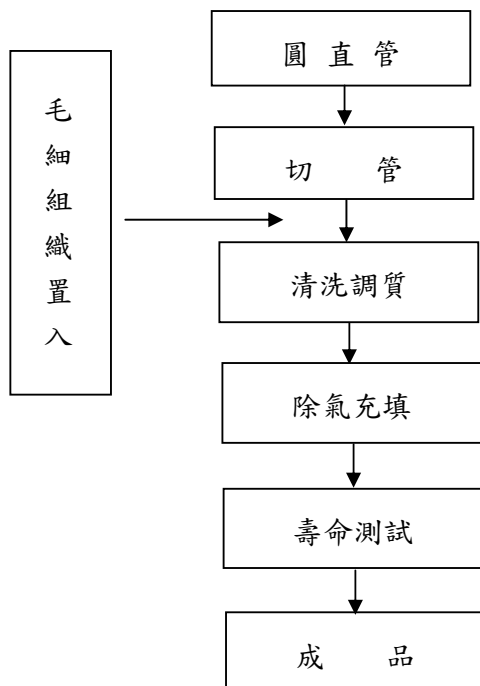 圓 直 管
毛
細
組
織
置
入
切 管
清洗調質
除氣充填
壽命測試
成 品